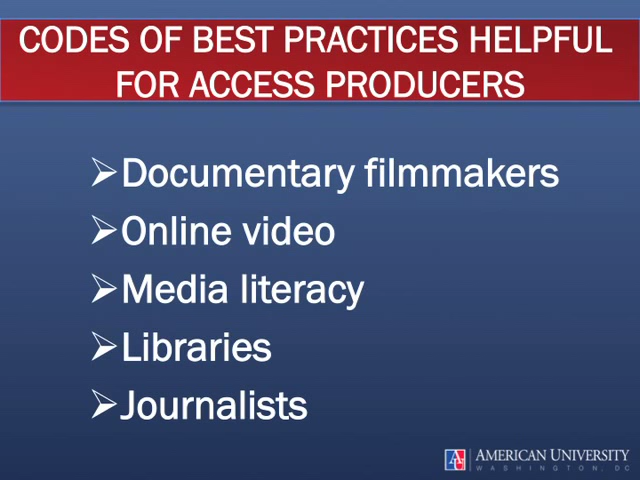 CODES OF BEST PRACTICES HELPFUL
FOR ACCESS PRODUCERS
➢Documentary filmmakers
➢Online video
➢Media literacy
➢Libraries
➢Journalists
AMERICAN UNIVERSITY
WASHINGTON, DC